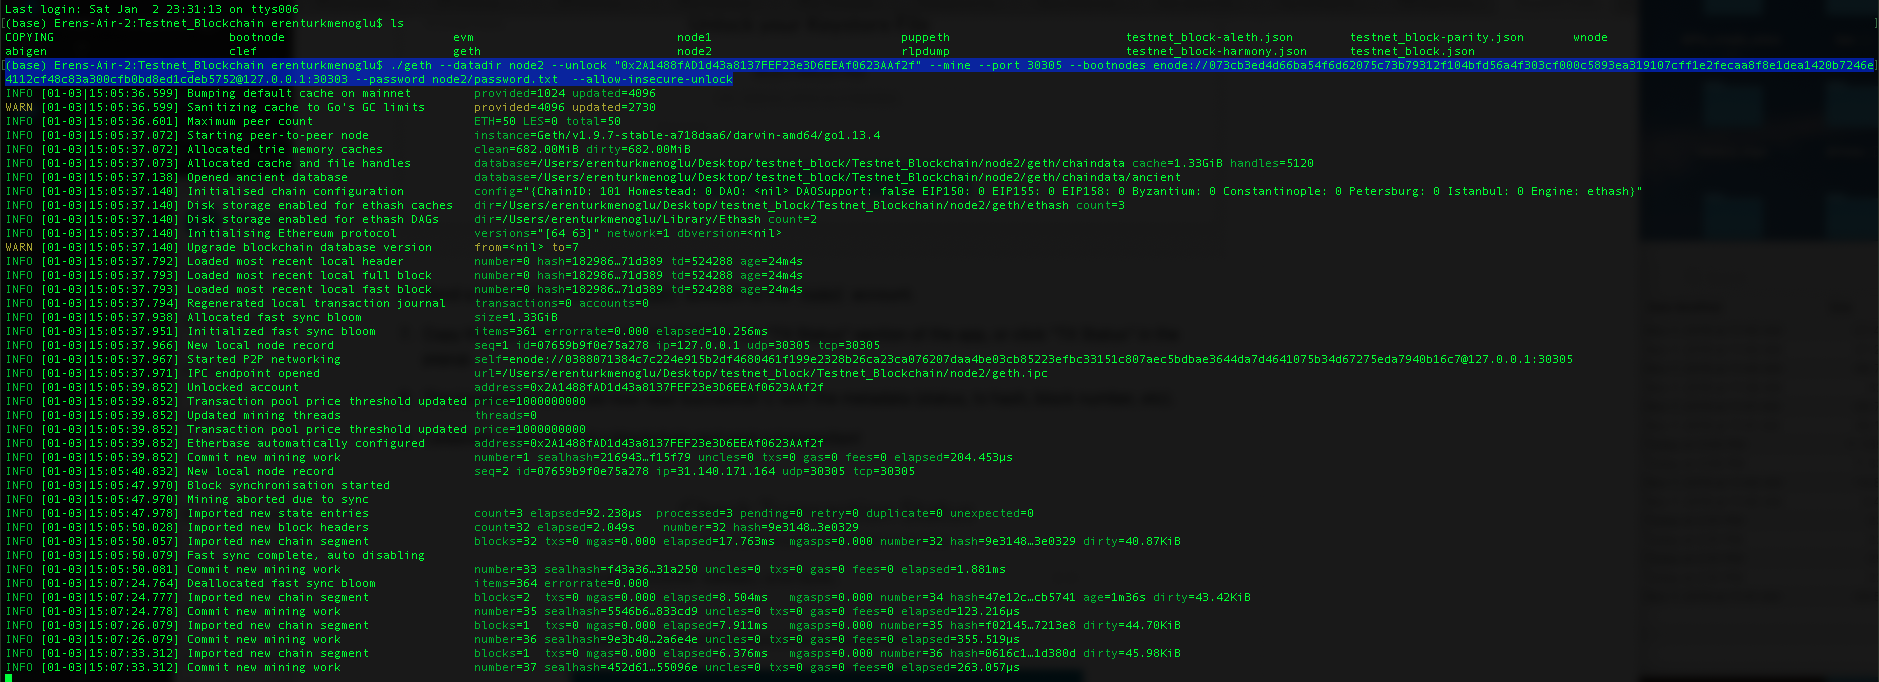 Last login: Sat Jan  2 23:31:13 on ttys006
(base) Erens-Air-2:Testnet_Blockchain erenturkmenoglu$ ls
COPYING bootnode evm node1 puppeth testnet_block-aleth.json testnet_block-parity.json wnode
abigen clef geth node2 rlpdump testnet_block-harmony.json testnet_block.json
(base) Erens-Air-2:Testnet_Blockchain erenturkmenoglu$ ./geth --datadir node2 --unlock "0x2A1488fAD1d43a8137FEF23e3D6EEAf0623AAf2f" --mine --port 30305 --bootnodes enode://073cb3ed4d66ba54f6d62075c73b79312f104bfd56a4f303cf000c5893ea319107cff1e2fecaa8f8e1dea1420b7246e
4112cf48c83a300cfb0bd8ed1cdeb5752@127.0.0.1:30303 --password node2/password.txt  --allow-insecure-unlock
INFO [01-03|15:05:36.599] Bumping default cache on mainnet         provided=1024 updated=4096
WARN [01-03|15:05:36.599] Sanitizing cache to Go's GC limits       provided=4096 updated=2730
INFO [01-03|15:05:36.601] Maximum peer count                       ETH=50 LES=0 total=50
INFO [01-03|15:05:37.072] Starting peer-to-peer node               instance=Geth/v1.9.7-stable-a718daa6/darwin-amd64/go1.13.4
INFO [01-03|15:05:37.072] Allocated trie memory caches             clean=682.00MiB dirty=682.00MiB
INFO [01-03|15:05:37.073] Allocated cache and file handles         database=/Users/erenturkmenoglu/Desktop/testnet_block/Testnet_Blockchain/node2/geth/chaindata cache=1.33GiB handles=5120
INFO [01-03|15:05:37.138] Opened ancient database                  database=/Users/erenturkmenoglu/Desktop/testnet_block/Testnet_Blockchain/node2/geth/chaindata/ancient
INFO [01-03|15:05:37.140] Initialised chain configuration          config="{ChainID: 101 Homestead: 0 DAO: <nil> DAOSupport: false EIP150: 0 EIP155: 0 EIP158: 0 Byzantium: 0 Constantinople: 0 Petersburg: 0 Istanbul: 0 Engine: ethash}"
INFO [01-03|15:05:37.140] Disk storage enabled for ethash caches   dir=/Users/erenturkmenoglu/Desktop/testnet_block/Testnet_Blockchain/node2/geth/ethash count=3
INFO [01-03|15:05:37.140] Disk storage enabled for ethash DAGs     dir=/Users/erenturkmenoglu/Library/Ethash count=2
INFO [01-03|15:05:37.140] Initialising Ethereum protocol           versions="[64 63]" network=1 dbversion=<nil>
WARN [01-03|15:05:37.140] Upgrade blockchain database version      from=<nil> to=7
INFO [01-03|15:05:37.792] Loaded most recent local header          number=0 hash=182986…71d389 td=524288 age=24m4s
INFO [01-03|15:05:37.793] Loaded most recent local full block      number=0 hash=182986…71d389 td=524288 age=24m4s
INFO [01-03|15:05:37.793] Loaded most recent local fast block      number=0 hash=182986…71d389 td=524288 age=24m4s
INFO [01-03|15:05:37.794] Regenerated local transaction journal    transactions=0 accounts=0
INFO [01-03|15:05:37.938] Allocated fast sync bloom                size=1.33GiB
INFO [01-03|15:05:37.951] Initialized fast sync bloom              items=361 errorrate=0.000 elapsed=10.256ms
INFO [01-03|15:05:37.966] New local node record                    seq=1 id=07659b9f0e75a278 ip=127.0.0.1 udp=30305 tcp=30305
INFO [01-03|15:05:37.967] Started P2P networking                   self=enode://0388071384c7c224e915b2df4680461f199e2328b26ca23ca076207daa4be03cb85223efbc33151c807aec5bdbae3644da7d4641075b34d67275eda7940b16c7@127.0.0.1:30305
INFO [01-03|15:05:37.971] IPC endpoint opened                      url=/Users/erenturkmenoglu/Desktop/testnet_block/Testnet_Blockchain/node2/geth.ipc
INFO [01-03|15:05:39.852] Unlocked account                         address=0x2A1488fAD1d43a8137FEF23e3D6EEAf0623AAf2f
INFO [01-03|15:05:39.852] Transaction pool price threshold updated price=1000000000
INFO [01-03|15:05:39.852] Updated mining threads                   threads=0
INFO [01-03|15:05:39.852] Transaction pool price threshold updated price=1000000000
INFO [01-03|15:05:39.852] Etherbase automatically configured       address=0x2A1488fAD1d43a8137FEF23e3D6EEAf0623AAf2f
INFO [01-03|15:05:39.852] Commit new mining work                   number=1 sealhash=216943…f15f79 uncles=0 txs=0 gas=0 fees=0 elapsed=204.453µs
INFO [01-03|15:05:40.832] New local node record                    seq=2 id=07659b9f0e75a278 ip=31.140.171.164 udp=30305 tcp=30305
INFO [01-03|15:05:47.970] Block synchronisation started
INFO [01-03|15:05:47.970] Mining aborted due to sync
INFO [01-03|15:05:47.978] Imported new state entries               count=3 elapsed=92.238µs  processed=3 pending=0 retry=0 duplicate=0 unexpected=0
INFO [01-03|15:05:50.028] Imported new block headers               count=32 elapsed=2.049s    number=32 hash=9e3148…3e0329
INFO [01-03|15:05:50.057] Imported new chain segment               blocks=32 txs=0 mgas=0.000 elapsed=17.763ms  mgasps=0.000 number=32 hash=9e3148…3e0329 dirty=40.87KiB
INFO [01-03|15:05:50.079] Fast sync complete, auto disabling
INFO [01-03|15:05:50.081] Commit new mining work                   number=33 sealhash=f43a36…31a250 uncles=0 txs=0 gas=0 fees=0 elapsed=1.881ms
INFO [01-03|15:07:24.764] Deallocated fast sync bloom              items=364 errorrate=0.000
INFO [01-03|15:07:24.777] Imported new chain segment               blocks=2  txs=0 mgas=0.000 elapsed=8.504ms   mgasps=0.000 number=34 hash=47e12c…cb5741 age=1m36s dirty=43.42KiB
INFO [01-03|15:07:24.778] Commit new mining work                   number=35 sealhash=5546b6…833cd9 uncles=0 txs=0 gas=0 fees=0 elapsed=123.216µs
INFO [01-03|15:07:26.079] Imported new chain segment               blocks=1  txs=0 mgas=0.000 elapsed=7.911ms   mgasps=0.000 number=35 hash=f02145…7213e8 dirty=44.70KiB
INFO [01-03|15:07:26.079] Commit new mining work                   number=36 sealhash=9e3b40…2a6e4e uncles=0 txs=0 gas=0 fees=0 elapsed=355.519µs
INFO [01-03|15:07:33.312] Imported new chain segment               blocks=1  txs=0 mgas=0.000 elapsed=6.376ms   mgasps=0.000 number=36 hash=0616c1…1d380d dirty=45.98KiB
INFO [01-03|15:07:33.312] Commit new mining work                   number=37 sealhash=452d61…55096e uncles=0 txs=0 gas=0 fees=0 elapsed=263.057µs